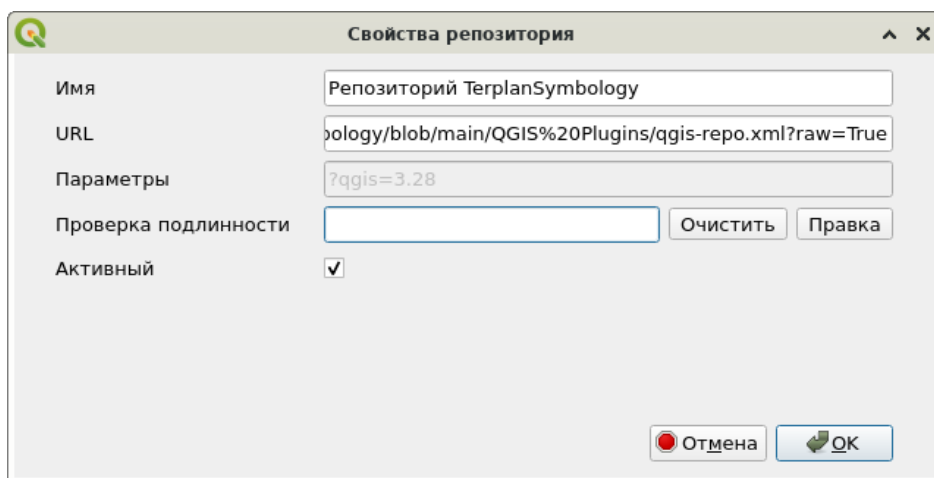 Свойства репозитория
Имя Репозиторий TerplanSymbology
URL ology/blob/main/QGIS%20Plugins/qgis-repo.xml?raw=True
Параметры ?qgis=3.28
Проверка подлинности Очистить Правка
Активный
Отмена OK